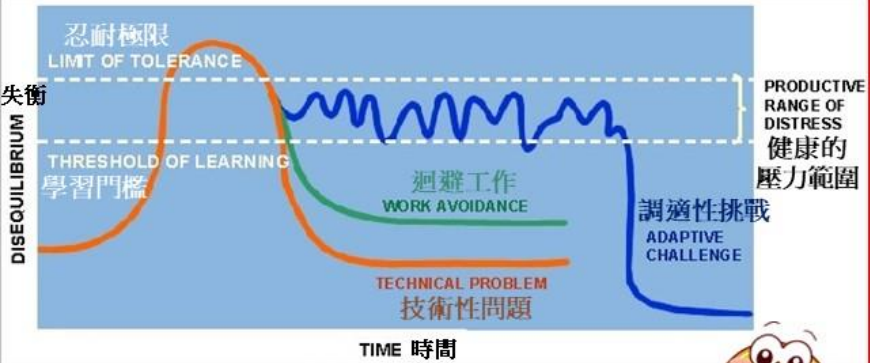 忍耐極限
LIMIT OF TOLERANCE
失衡
DISEQUILIBRIUM
THRESHOLD OF LEARNING
學習門檻
迴避工作
WORK AVOIDANCE
TECHNICAL PROBLEM
技術性問題
調適性挑戰
ADAPTIVE
CHALLENGE
PRODUCTIVE
RANGE OF
DISTRESS
健康的
壓力範圍
TIME 時間